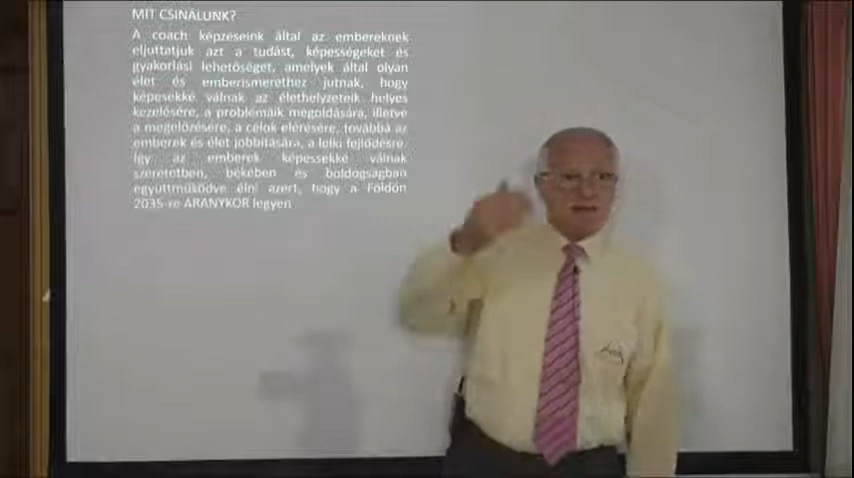 MIT CSINÁLUNK?
A coach képzéseink által az embereknek
eljuttatjuk azt a tudást, képességeket és
gyakorlási lehetőséget, amelyek által olyan
élet és emberismerethez jutnak, hogy
képesekké válnak az élethelyzeteik helyes
kezelésére, a problémáik megoldására, illetve
a megelőzésére, a célok elérésére, továbbá az
emberek és élet jobbítására, a lelki fejlődésre.
Így az emberek képessekké válnak
szeretetben, békében és boldogságban
együttműködve élni azért, hogy a Földön
2035-re ARANYKOR legyen